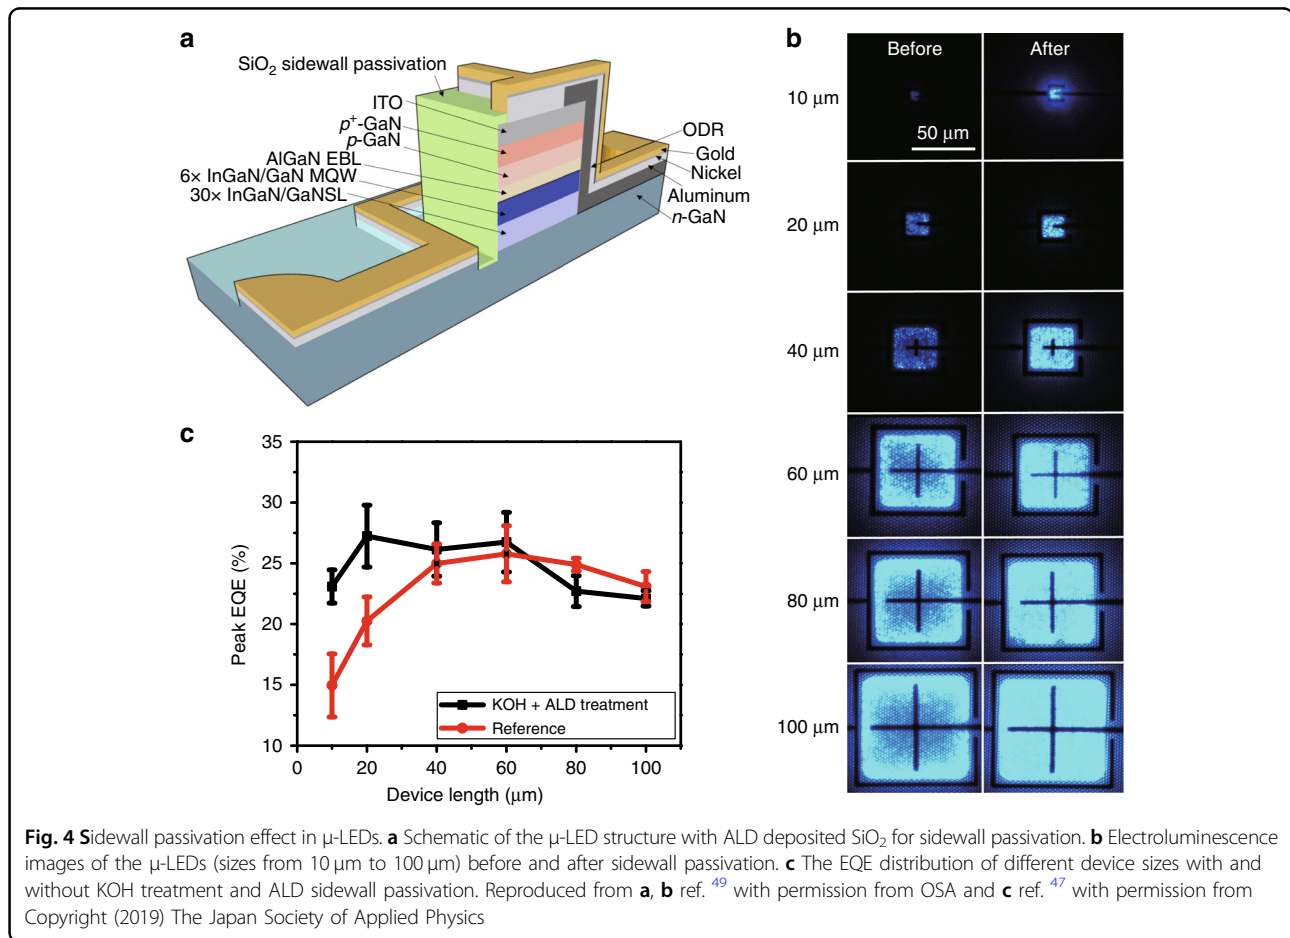 a
SiO2 sidewall passivation
ITO
p+-GaN
p-GaN
AlGaN EBL
6× InGaN/GaN MQW
30× InGaN/GaNSL
ODR
Gold
Nickel
Aluminum
n-GaN
b
Before
After
10 μm
50 μm
20 μm
40 μm
60 μm
80 μm
100 μm
c
35
30
25
20
15
10
Peak EQE (%)
KOH + ALD treatment
Reference
0
20
40
60
80
100
Device length (μm)
Fig. 4 Sidewall passivation effect in μ-LEDs. a Schematic of the μ-LED structure with ALD deposited SiO2 for sidewall passivation. b Electroluminescence
images of the μ-LEDs (sizes from 10 μm to 100 μm) before and after sidewall passivation. c The EQE distribution of different device sizes with and
without KOH treatment and ALD sidewall passivation. Reproduced from a, b ref. 49 with permission from OSA and c ref. 47 with permission from
Copyright (2019) The Japan Society of Applied Physics